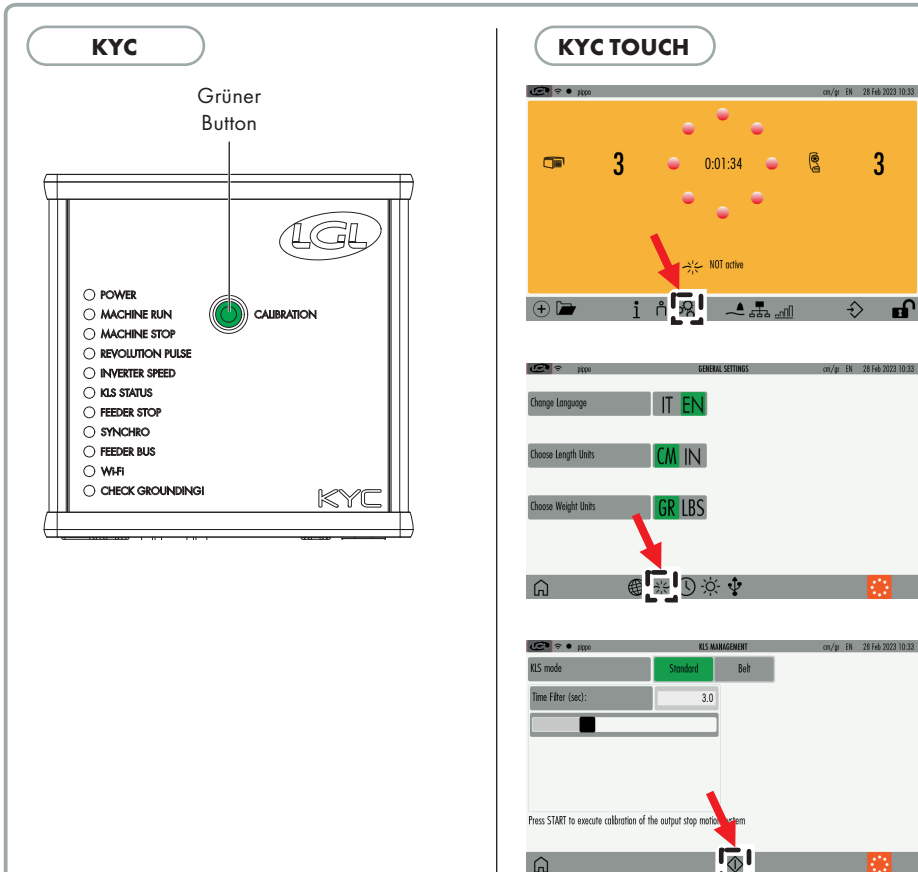 KYC
Grüner
Button
LGL
POWER
MACHINE RUN
CALIBRATION
MACHINE STOP
REVOLUTION PULSE
INVERTER SPEED
KLS STATUS
FEEDER STOP
SYNCHRO
FEEDER BUS
Wi-Fi
CHECK GROUNDING!
KYC
KYC TOUCH
LGL pippo cm/gr EN 28 Feb 2023 10:33
3 0:01:34 3
NOT active
LGL pippo GENERAL SETTINGS cm/gr EN 28 Feb 2023 10:33
Change Language IT EN
Choose Length Units CM IN
Choose Weight Units GR LBS
LGL pippo KLS MANAGEMENT cm/gr EN 28 Feb 2023 10:33
KLS mode Standard Belt
Time Filter (sec): 3.0
Press START to execute calibration of the output stop motion system